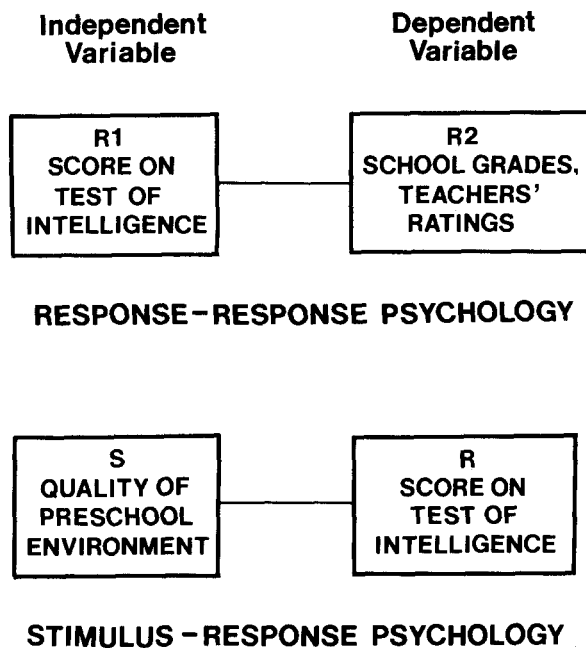 Independent Variable
Dependent Variable
R1
SCORE ON
TEST OF
INTELLIGENCE
R2
SCHOOL GRADES,
TEACHERS'
RATINGS
RESPONSE-RESPONSE PSYCHOLOGY
S
QUALITY OF
PRESCHOOL
ENVIRONMENT
R
SCORE ON
TEST OF
INTELLIGENCE
STIMULUS-RESPONSE PSYCHOLOGY